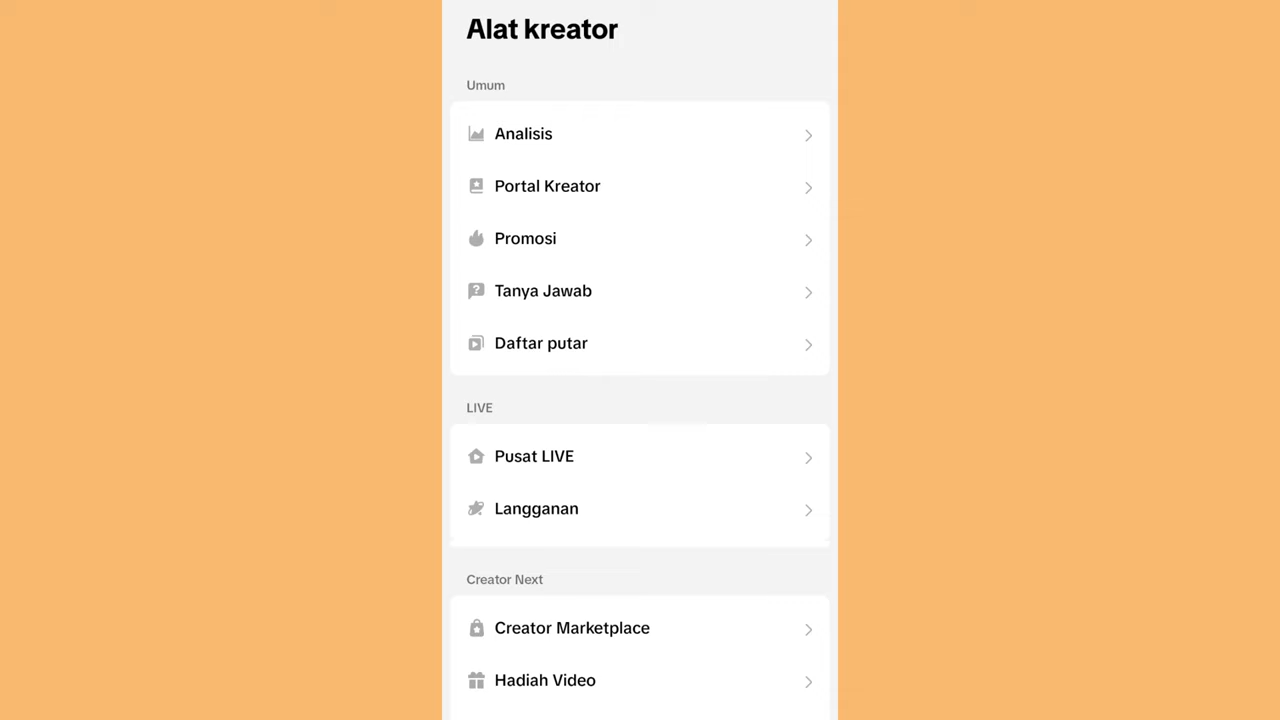 Alat kreator
Umum
Analisis
Portal Kreator
Promosi
Tanya Jawab
Daftar putar
LIVE
Pusat LIVE
Langganan
Creator Next
Creator Marketplace
Hadiah Video